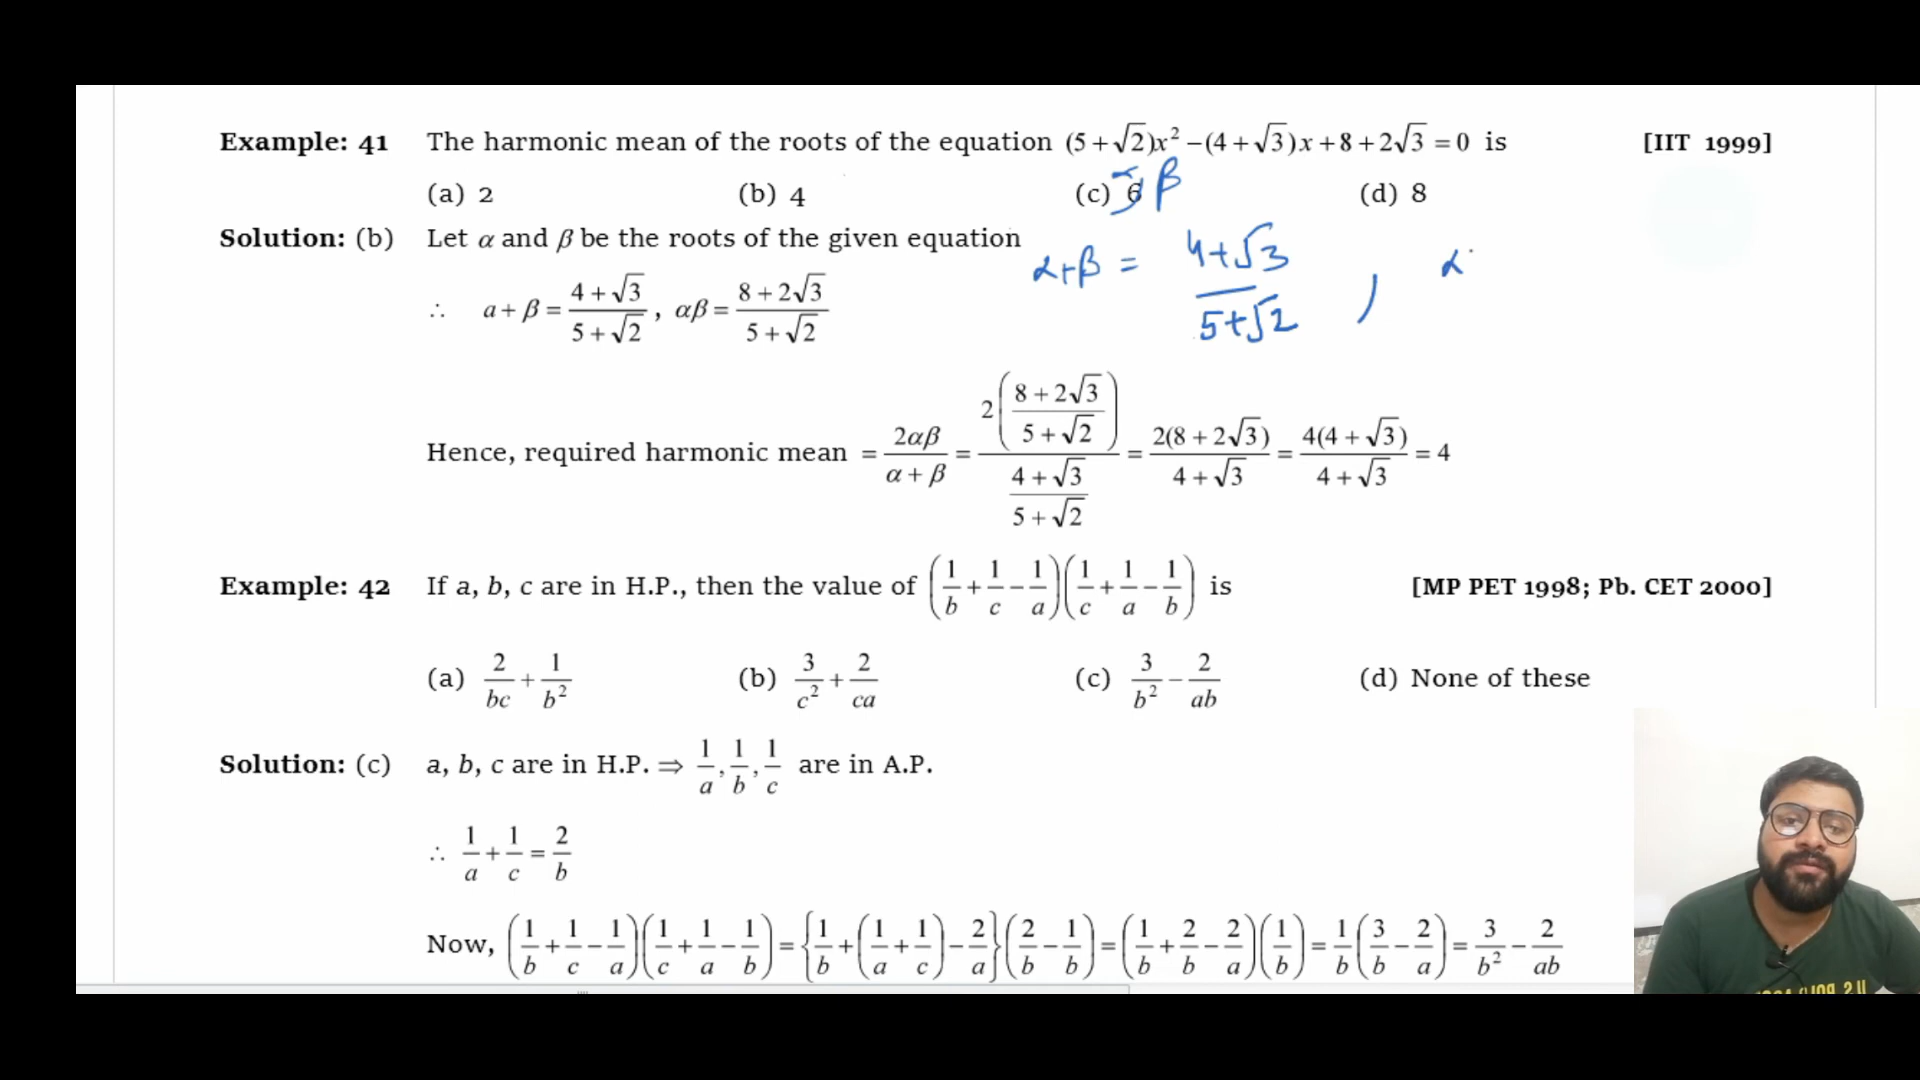 Example: 41 The harmonic mean of the roots of the equation (5+√2)x² −(4+√3)x+8+2√3 = 0 is [IIT 1999]
α, β
(a) 2 (b) 4 (c) 6 (d) 8
Solution: (b) Let α and β be the roots of the given equation
α+β = (4+√3)/(5+√2) , α
∴ a+β = (4+√3)/(5+√2) , αβ = (8+2√3)/(5+√2)
Hence, required harmonic mean = 2αβ/(α+β) = 2((8+2√3)/(5+√2))/((4+√3)/(5+√2)) = 2(8+2√3)/(4+√3) = 4(4+√3)/(4+√3) = 4
Example: 42 If a, b, c are in H.P., then the value of (1/b + 1/c − 1/a)(1/c + 1/a − 1/b) is [MP PET 1998; Pb. CET 2000]
(a) 2/bc + 1/b² (b) 3/c² + 2/ca (c) 3/b² − 2/ab (d) None of these
Solution: (c) a, b, c are in H.P. ⇒ 1/a, 1/b, 1/c are in A.P.
∴ 1/a + 1/c = 2/b
Now, (1/b + 1/c − 1/a)(1/c + 1/a − 1/b) = {1/b + (1/a + 1/c) − 2/a}(2/b − 1/b) = (1/b + 2/b − 2/a)(1/b) = 1/b(3/b − 2/a) = 3/b² − 2/ab